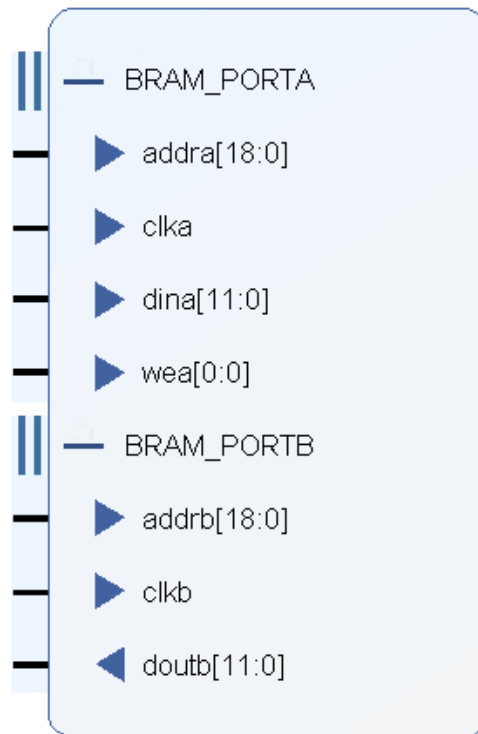 BRAM_PORTA
addra[18:0]
clka
dina[11:0]
wea[0:0]
BRAM_PORTB
addrb[18:0]
clkb
doutb[11:0]